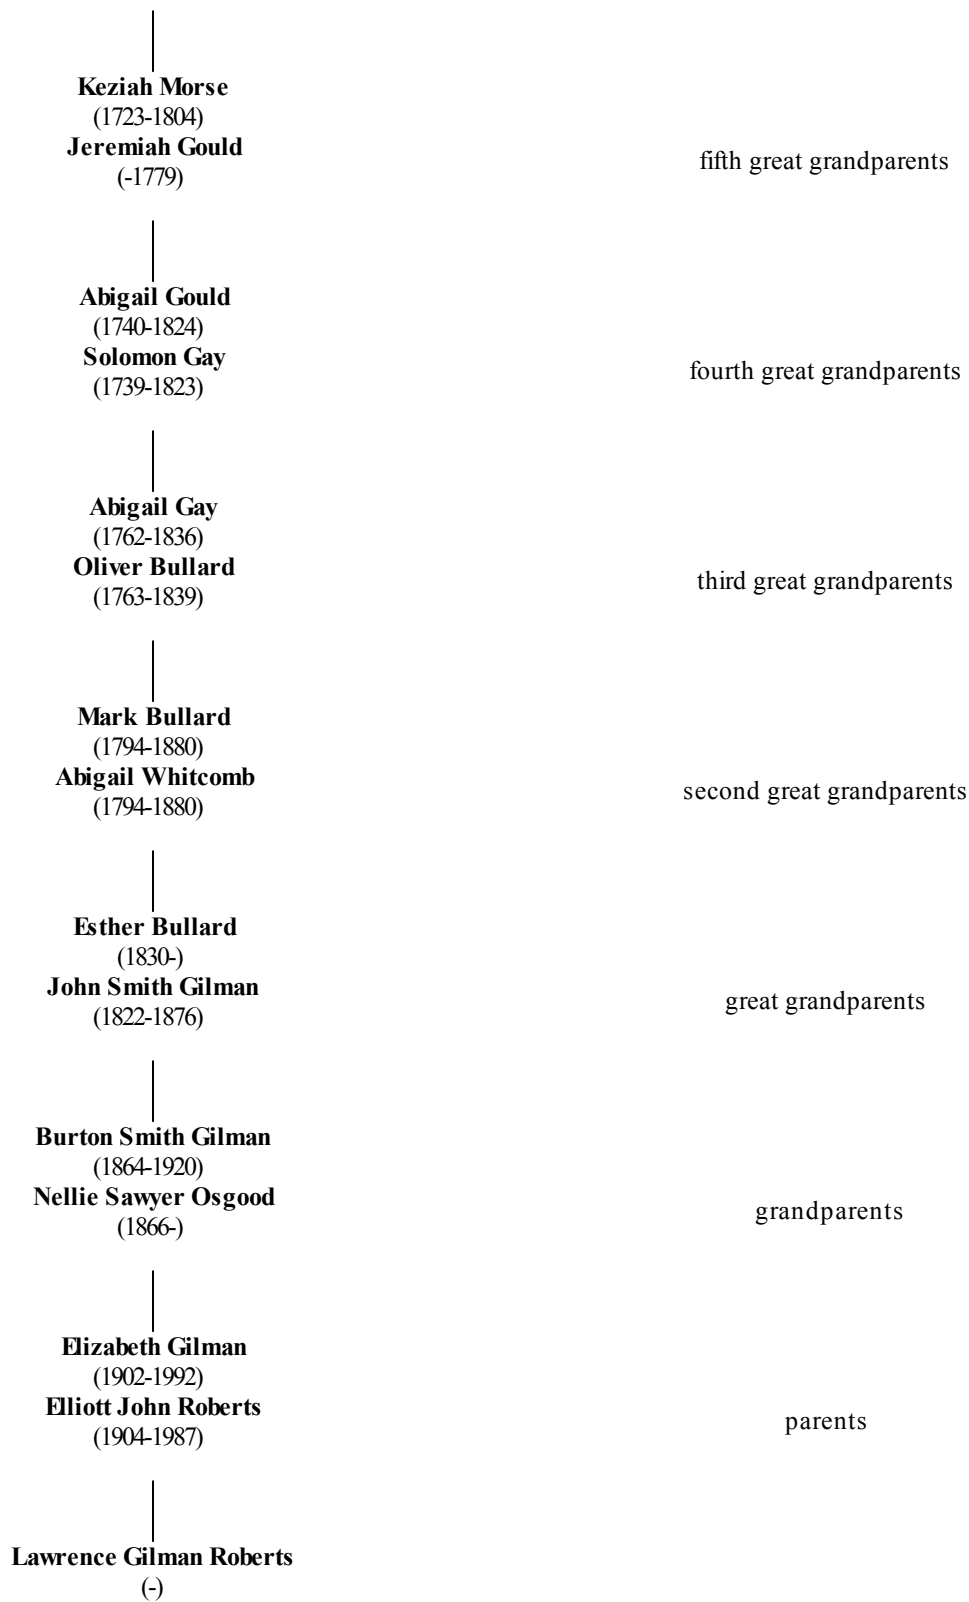 Keziah Morse
(1723-1804)
Jeremiah Gould
(-1779)
fifth great grandparents
Abigail Gould
(1740-1824)
Solomon Gay
(1739-1823)
fourth great grandparents
Abigail Gay
(1762-1836)
Oliver Bullard
(1763-1839)
third great grandparents
Mark Bullard
(1794-1880)
Abigail Whitcomb
(1794-1880)
second great grandparents
Esther Bullard
(1830-)
John Smith Gilman
(1822-1876)
great grandparents
Burton Smith Gilman
(1864-1920)
Nellie Sawyer Osgood
(1866-)
grandparents
Elizabeth Gilman
(1902-1992)
Elliott John Roberts
(1904-1987)
parents
Lawrence Gilman Roberts
(-)